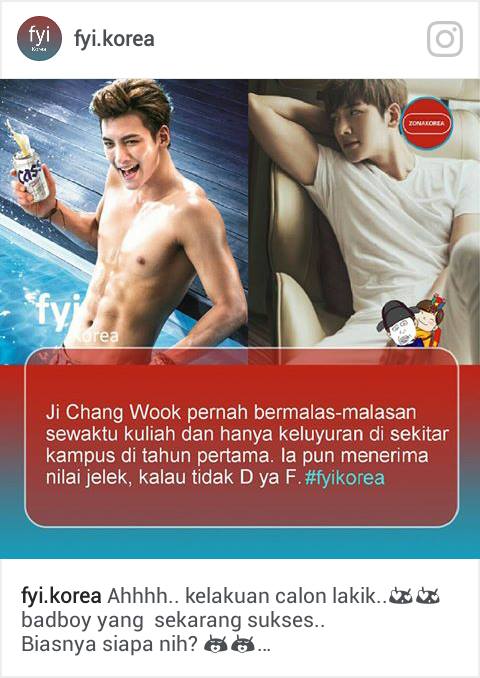 fyi
Korea
fyi.korea
ZONAKOREA
cass
fyi
Korea
Ji Chang Wook pernah bermalas-malasan
sewaktu kuliah dan hanya keluyuran di sekitar
kampus di tahun pertama. Ia pun menerima
nilai jelek, kalau tidak D ya F. #fyikorea
fyi.korea Ahhhh.. kelakuan calon lakik..
badboy yang sekarang sukses..
Biasnya siapa nih? ...